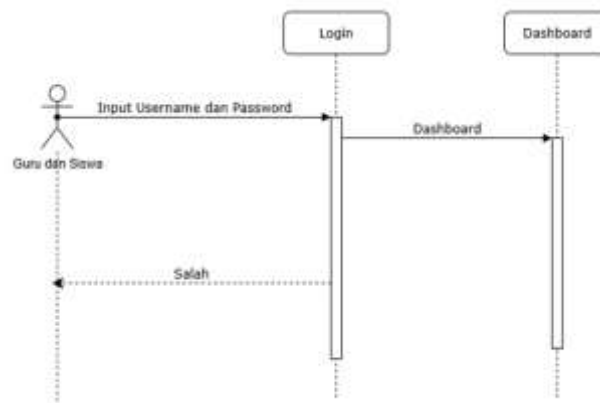 Login
Dashboard
Input Username dan Password
Dashboard
Guru dan Siswa
Salah